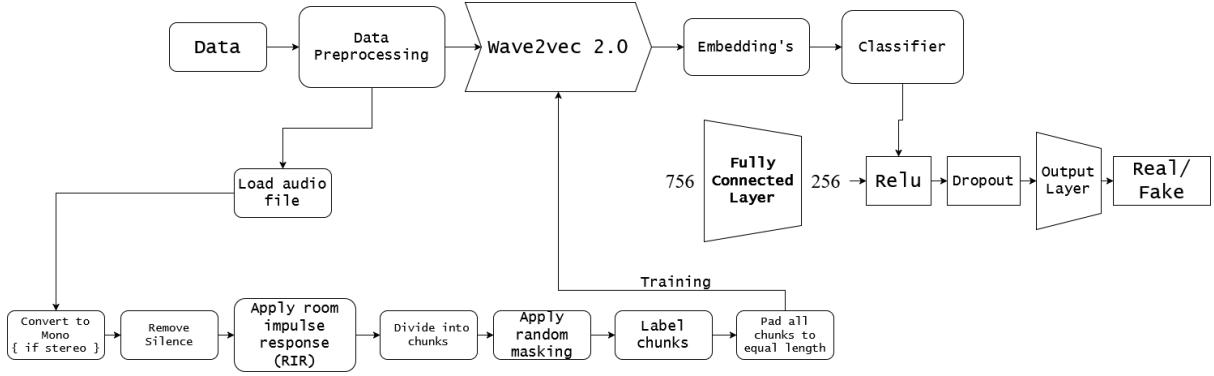 Data
Data
Preprocessing
Wave2vec 2.0
Embedding's
Classifier
Load audio
file
756
Fully
Connected
Layer
256
Relu
Dropout
Output
Layer
Real/
Fake
Training
Convert to
Mono
{ if stereo }
Remove
Silence
Apply room
impulse
response
(RIR)
Divide into
chunks
Apply
random
masking
Label
chunks
Pad all
chunks to
equal length